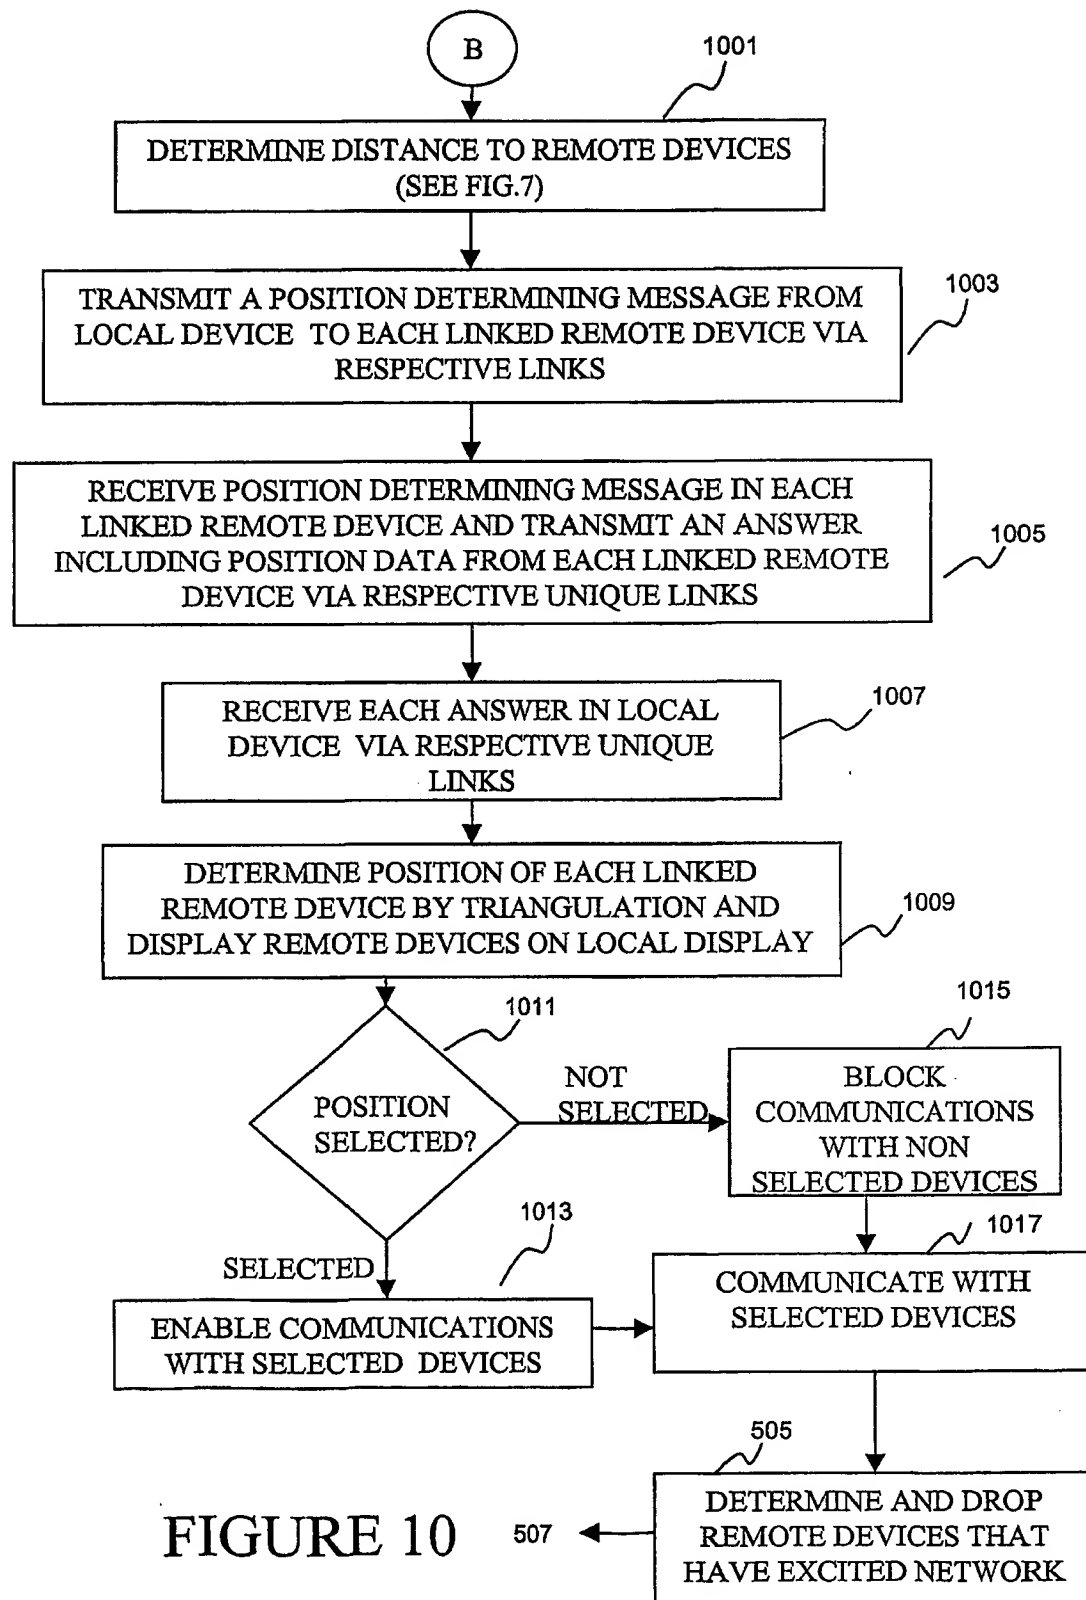 B
1001
DETERMINE DISTANCE TO REMOTE DEVICES
(SEE FIG.7)
1003
TRANSMIT A POSITION DETERMINING MESSAGE FROM
LOCAL DEVICE TO EACH LINKED REMOTE DEVICE VIA
RESPECTIVE LINKS
1005
RECEIVE POSITION DETERMINING MESSAGE IN EACH
LINKED REMOTE DEVICE AND TRANSMIT AN ANSWER
INCLUDING POSITION DATA FROM EACH LINKED REMOTE
DEVICE VIA RESPECTIVE UNIQUE LINKS
1007
RECEIVE EACH ANSWER IN LOCAL
DEVICE VIA RESPECTIVE UNIQUE
LINKS
1009
DETERMINE POSITION OF EACH LINKED
REMOTE DEVICE BY TRIANGULATION AND
DISPLAY REMOTE DEVICES ON LOCAL DISPLAY
1011
POSITION
SELECTED?
NOT
SELECTED
1015
BLOCK
COMMUNICATIONS
WITH NON
SELECTED DEVICES
SELECTED
1013
ENABLE COMMUNICATIONS
WITH SELECTED DEVICES
1017
COMMUNICATE WITH
SELECTED DEVICES
505
DETERMINE AND DROP
REMOTE DEVICES THAT
HAVE EXCITED NETWORK
507
FIGURE 10